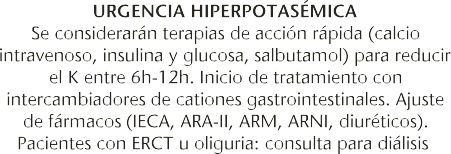 URGENCIA HIPERPOTASÉMICA
Se considerarán terapias de acción rápida (calcio
intravenoso, insulina y glucosa, salbutamol) para reducir
el K entre 6h-12h. Inicio de tratamiento con
intercambiadores de cationes gastrointestinales. Ajuste
de fármacos (IECA, ARA-II, ARM, ARNI, diuréticos).
Pacientes con ERCT u oliguria: consulta para diálisis